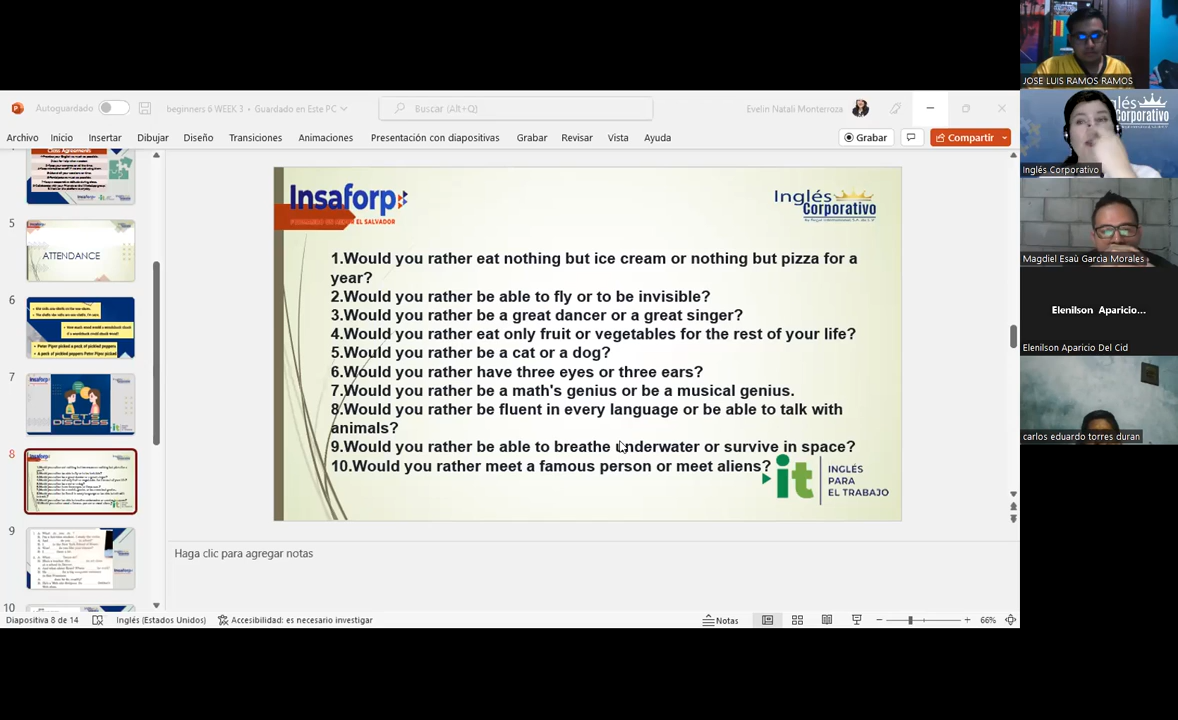 Autoguardado
beginners 6 WEEK 3 • Guardado en Este PC
Buscar (Alt+Q)
Evelin Natali Monterroza
Archivo Inicio Insertar Dibujar Diseño Transiciones Animaciones Presentación con diapositivas Grabar Revisar Vista Ayuda
Grabar
Compartir
Class Agreements
5
ATTENDANCE
6
7
LET'S
DISCUSS
8
9
10
Insaforp
Inglés
Corporativo
1.Would you rather eat nothing but ice cream or nothing but pizza for a
year?
2.Would you rather be able to fly or to be invisible?
3.Would you rather be a great dancer or a great singer?
4.Would you rather eat only fruit or vegetables for the rest of your life?
5.Would you rather be a cat or a dog?
6.Would you rather have three eyes or three ears?
7.Would you rather be a math's genius or be a musical genius.
8.Would you rather be fluent in every language or be able to talk with
animals?
9.Would you rather be able to breathe underwater or survive in space?
10.Would you rather meet a famous person or meet aliens?
it
INGLÉS
PARA
EL TRABAJO
Haga clic para agregar notas
Diapositiva 8 de 14
Inglés (Estados Unidos)
Accesibilidad: es necesario investigar
Notas
66%
JOSE LUIS RAMOS RAMOS
Inglés Corporativo
Magdiel Esaù Garcia Morales
Elenilson Aparicio...
Elenilson Aparicio Del Cid
carlos eduardo torres duran